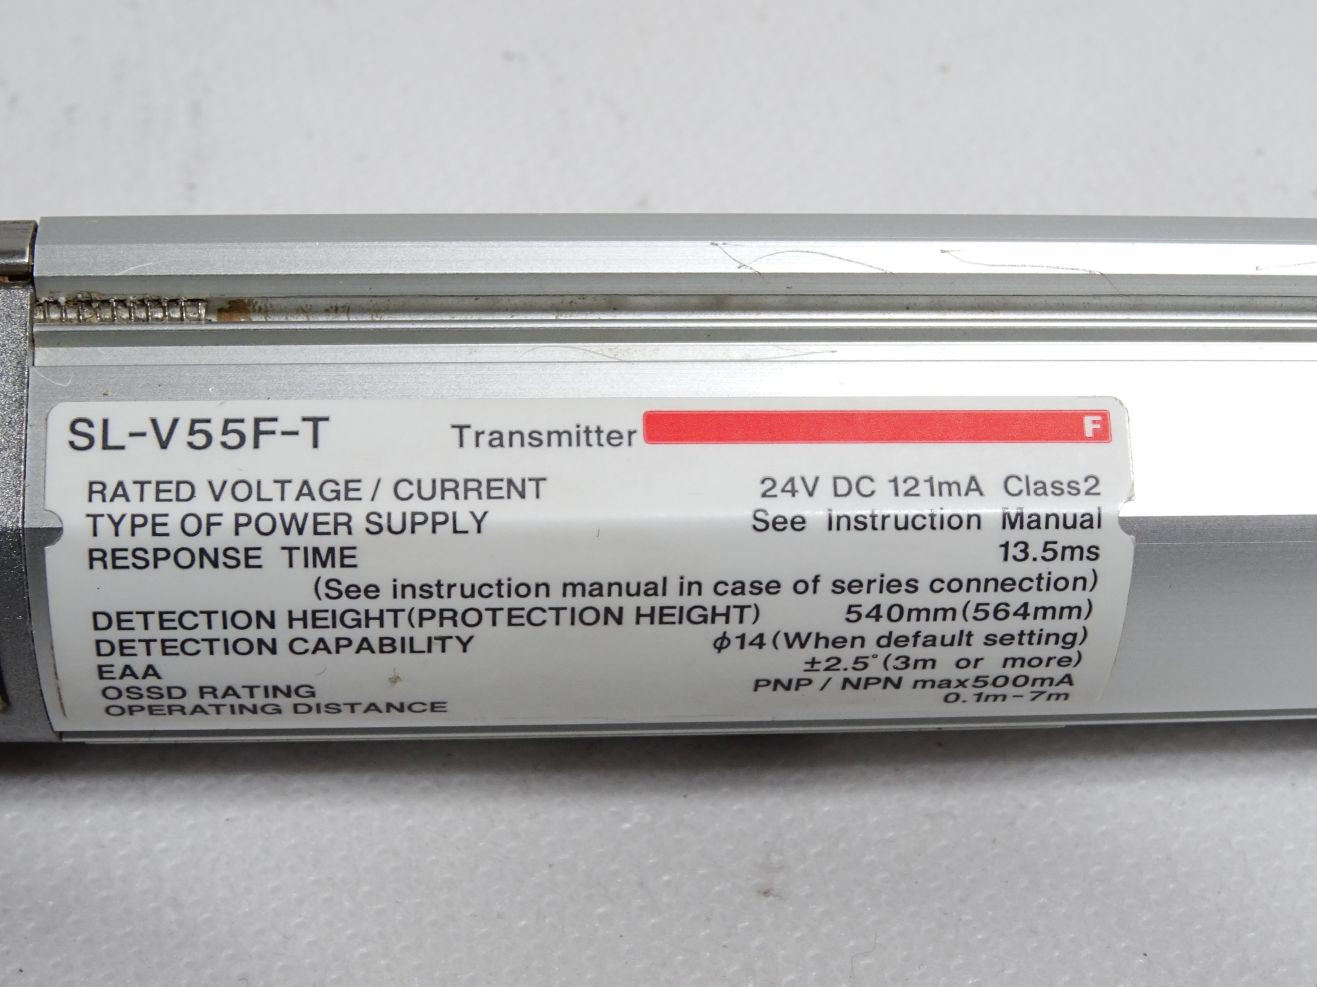 SL-V55F-T Transmitter F
RATED VOLTAGE / CURRENT 24V DC 121mA Class2
TYPE OF POWER SUPPLY See Instruction Manual
RESPONSE TIME 13.5ms
(See instruction manual in case of series connection)
DETECTION HEIGHT(PROTECTION HEIGHT) 540mm(564mm)
DETECTION CAPABILITY ϕ14(When default setting)
EAA ±2.5°(3m or more)
OSSD RATING PNP / NPN max500mA
OPERATING DISTANCE 0.1m-7m